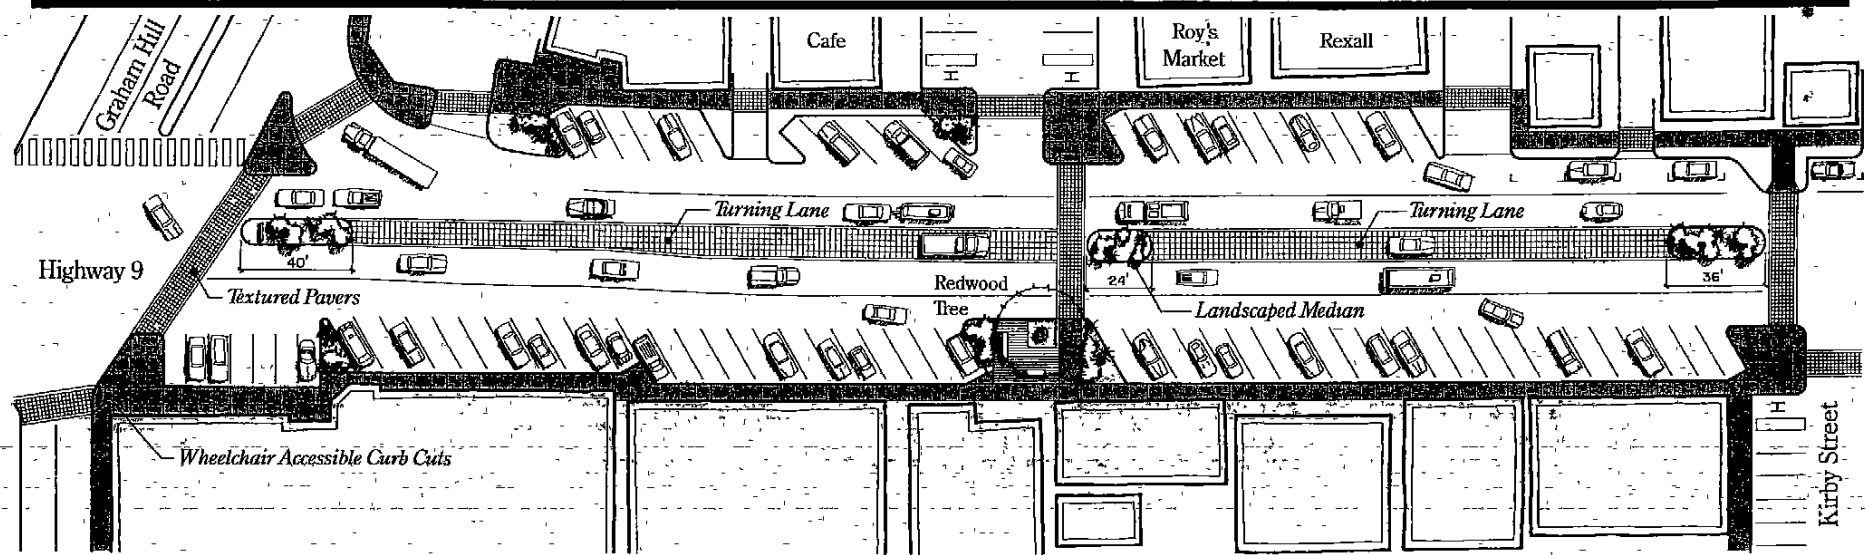 Graham Hill
Road
Cafe
Roy's
Market
Rexall
Turning Lane
Turning Lane
Highway 9
40'
Textured Pavers
Redwood
Tree
24'
36'
Landscaped Median
Wheelchair Accessible Curb Cuts
Kirby Street